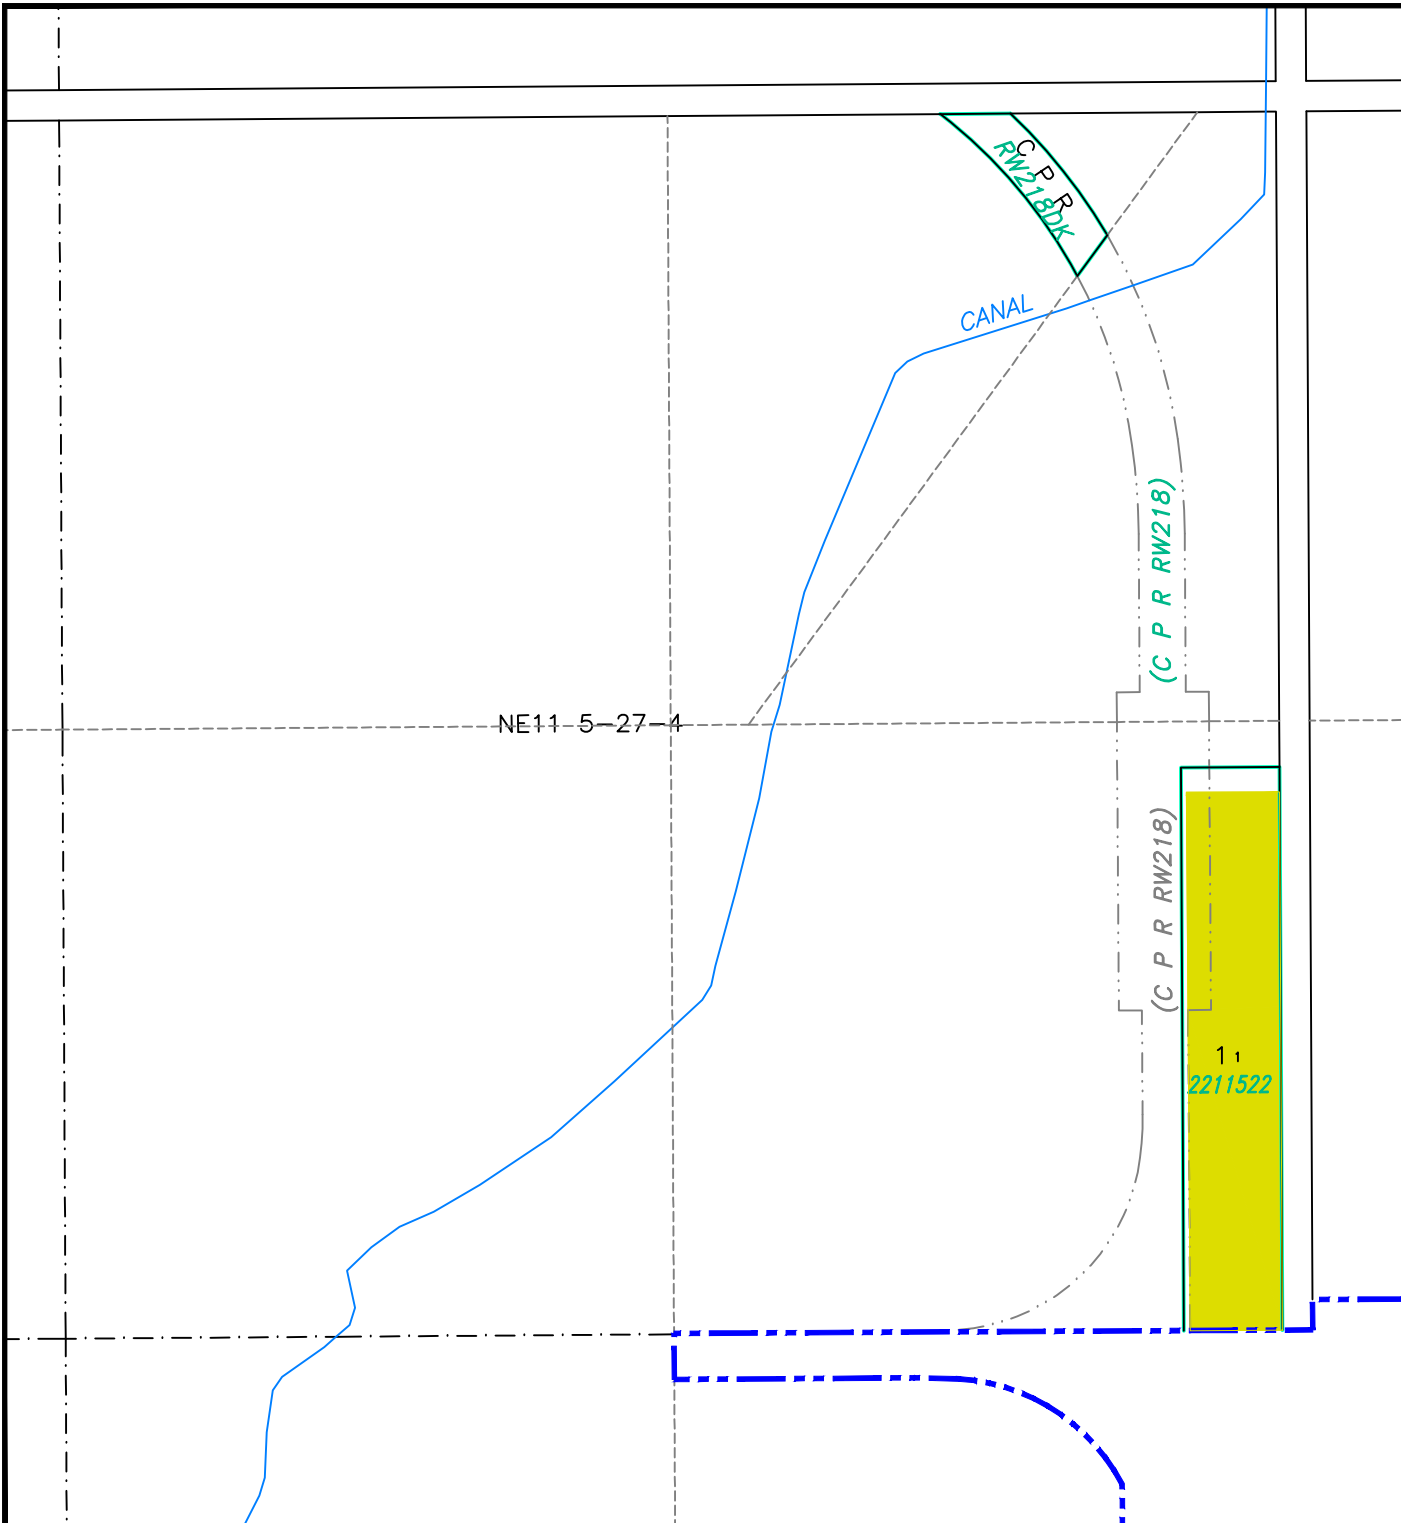 C P R
RW218DK
CANAL
(C P R RW218)
NE11 5-27-4
(C P R RW218)
1 1
2211522